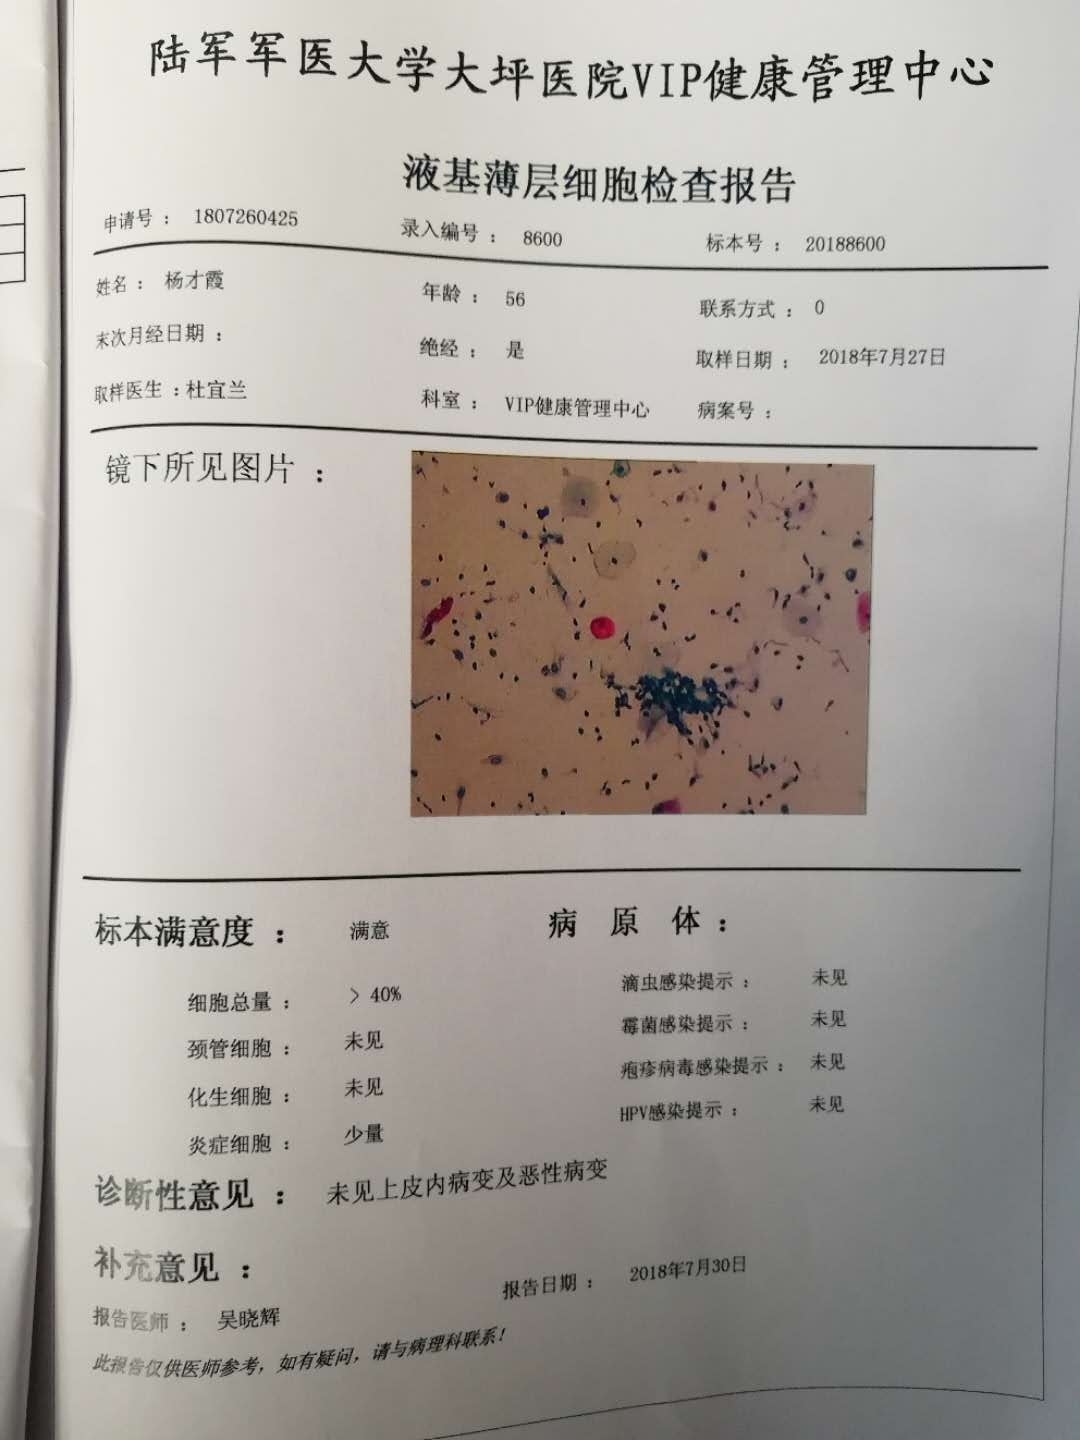 陆军军医大学大坪医院VIP健康管理中心
液基薄层细胞检查报告
申请号 ： 1807260425 录入编号 ： 8600 标本号 ： 20188600
姓名 ： 杨才霞 年龄 ： 56 联系方式 ： 0
末次月经日期 ： 绝经 ： 是 取样日期 ： 2018年7月27日
取样医生 ：杜宜兰 科室 ： VIP健康管理中心 病案号 ：
镜下所见图片 ：
标本满意度 ： 满意 病 原 体 ：
细胞总量 ： > 40% 滴虫感染提示 ： 未见
颈管细胞 ： 未见 霉菌感染提示 ： 未见
化生细胞 ： 未见 疱疹病毒感染提示 ： 未见
炎症细胞 ： 少量 HPV感染提示 ： 未见
诊断性意见 ： 未见上皮内病变及恶性病变
补充意见 ：
报告医师 ： 吴晓辉 报告日期 ： 2018年7月30日
此报告仅供医师参考，如有疑问，请与病理科联系！